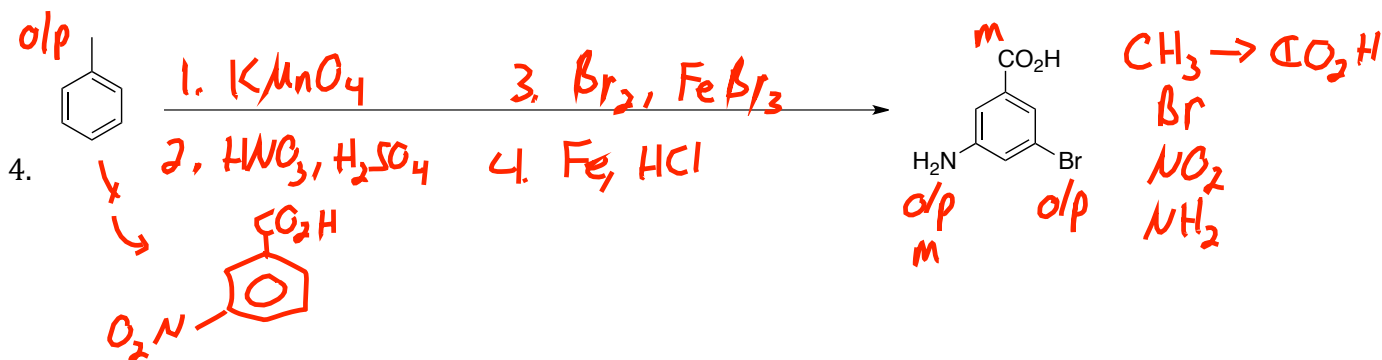 o/p
1. KMnO4 3. Br2, FeBr3
2. HNO3, H2SO4 4. Fe, HCl
4.
m
CO2H
H2N Br
o/p o/p
m
CH3 → CO2H
Br
NO2
NH2
CO2H
O2N